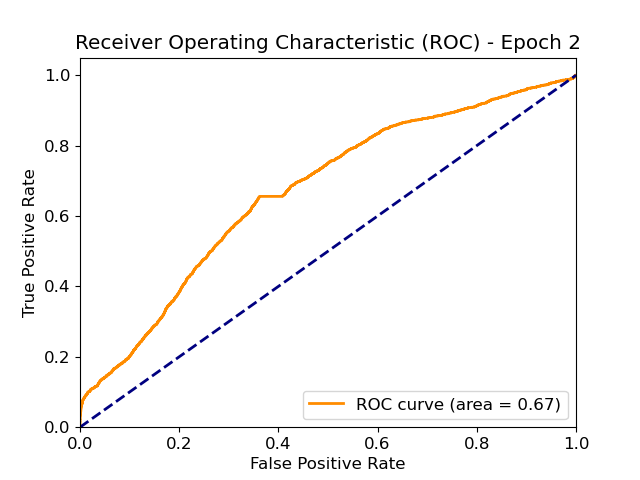 Receiver Operating Characteristic (ROC) - Epoch 2
True Positive Rate
1.0
0.8
0.6
0.4
0.2
0.0
ROC curve (area = 0.67)
0.0 0.2 0.4 0.6 0.8 1.0
False Positive Rate